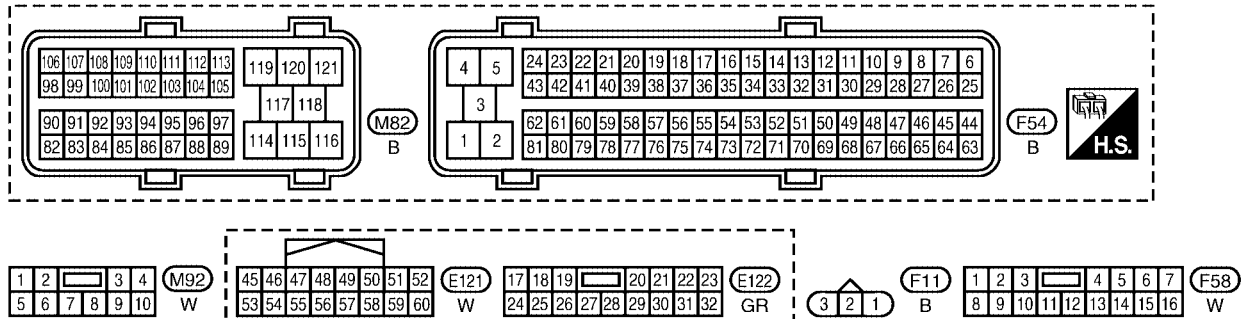 106 107 108 109 110 111 112 113
98 99 100 101 102 103 104 105
90 91 92 93 94 95 96 97
82 83 84 85 86 87 88 89
119 120 121
117 118
114 115 116
M82
B
4 5
3
1 2
24 23 22 21 20 19 18 17 16 15 14 13 12 11 10 9 8 7 6
43 42 41 40 39 38 37 36 35 34 33 32 31 30 29 28 27 26 25
62 61 60 59 58 57 56 55 54 53 52 51 50 49 48 47 46 45 44
81 80 79 78 77 76 75 74 73 72 71 70 69 68 67 66 65 64 63
F54
B
H.S.
1 2 3 4
5 6 7 8 9 10
M92
W
45 46 47 48 49 50 51 52
53 54 55 56 57 58 59 60
E121
W
17 18 19 20 21 22 23
24 25 26 27 28 29 30 31 32
E122
GR
3 2 1
F11
B
1 2 3 4 5 6 7
8 9 10 11 12 13 14 15 16
F58
W